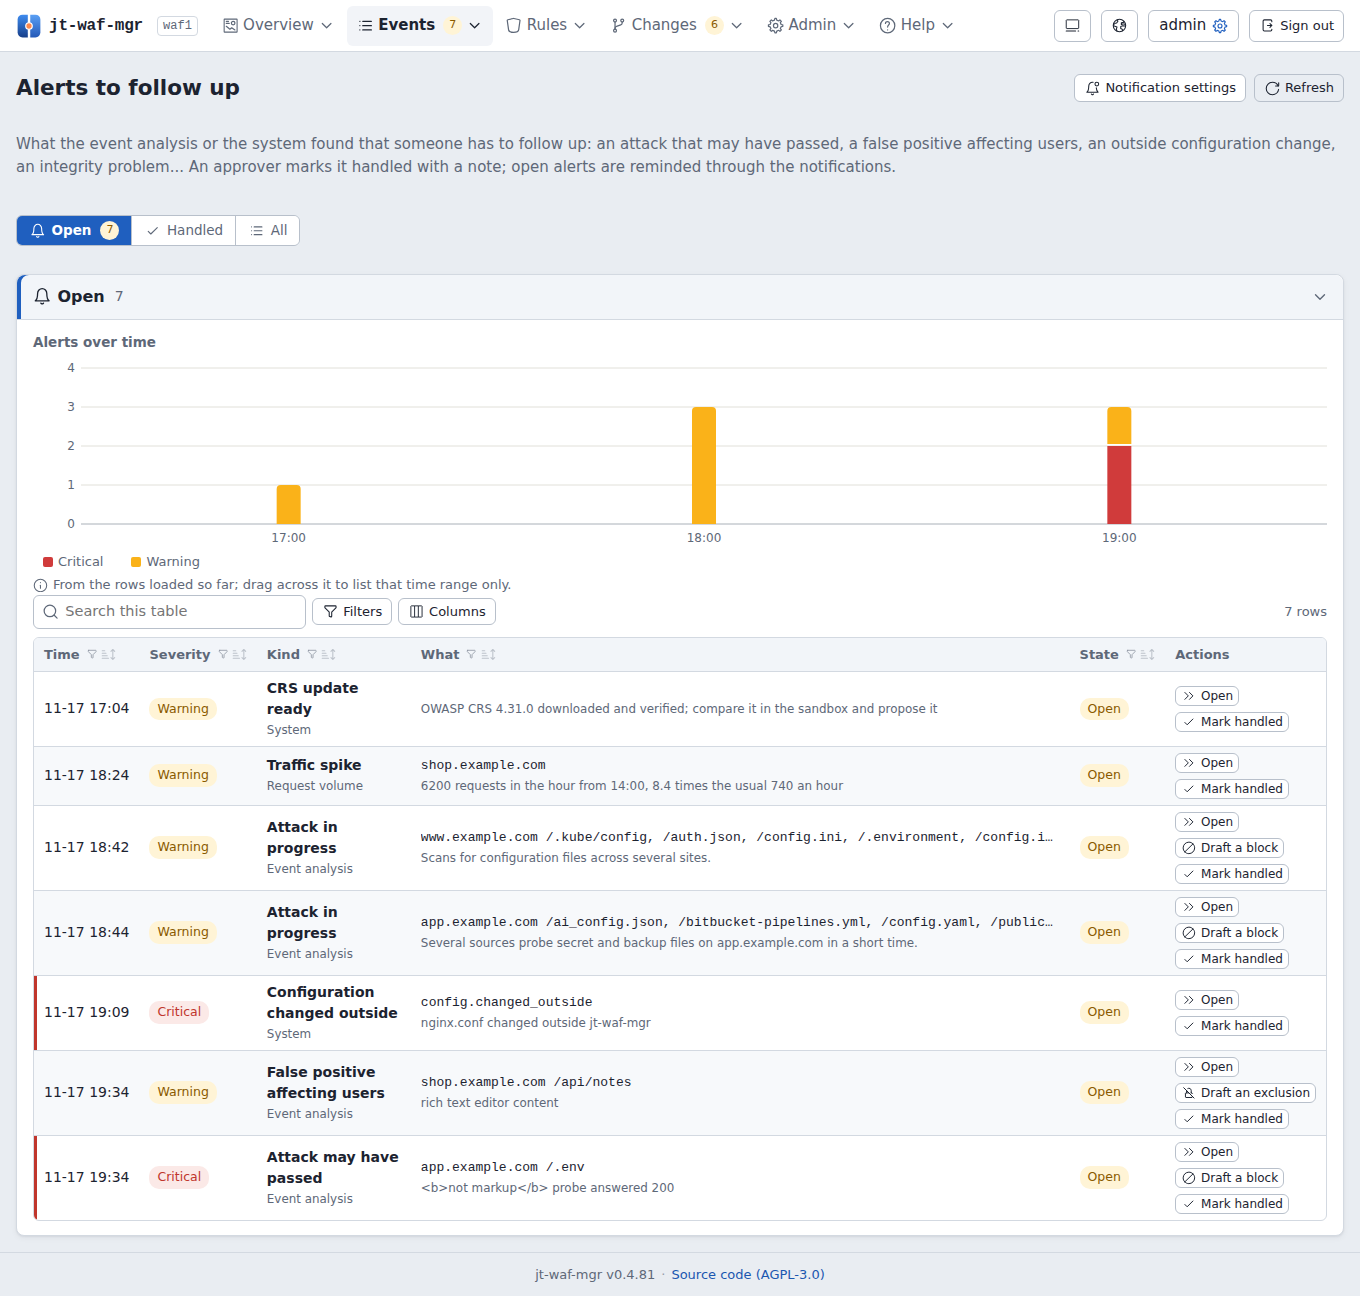 jt-waf-mgr waf1 Overview Events 7 Rules Changes 6 Admin Help admin Sign out
Alerts to follow up
Notification settings Refresh
What the event analysis or the system found that someone has to follow up: an attack that may have passed, a false positive affecting users, an outside configuration change,
an integrity problem... An approver marks it handled with a note; open alerts are reminded through the notifications.
Open 7 Handled All
Open 7
Alerts over time
4
3
2
1
0
17:00 18:00 19:00
Critical Warning
From the rows loaded so far; drag across it to list that time range only.
Search this table Filters Columns 7 rows
Time Severity Kind What State Actions
11-17 17:04 Warning CRS update
ready
System
OWASP CRS 4.31.0 downloaded and verified; compare it in the sandbox and propose it
Open
Open
Mark handled
11-17 18:24 Warning Traffic spike
Request volume
shop.example.com
6200 requests in the hour from 14:00, 8.4 times the usual 740 an hour
Open
Open
Mark handled
11-17 18:42 Warning Attack in
progress
Event analysis
www.example.com /.kube/config, /auth.json, /config.ini, /.environment, /config.i…
Scans for configuration files across several sites.
Open
Open
Draft a block
Mark handled
11-17 18:44 Warning Attack in
progress
Event analysis
app.example.com /ai_config.json, /bitbucket-pipelines.yml, /config.yaml, /public…
Several sources probe secret and backup files on app.example.com in a short time.
Open
Open
Draft a block
Mark handled
11-17 19:09 Critical Configuration
changed outside
System
config.changed_outside
nginx.conf changed outside jt-waf-mgr
Open
Open
Mark handled
11-17 19:34 Warning False positive
affecting users
Event analysis
shop.example.com /api/notes
rich text editor content
Open
Open
Draft an exclusion
Mark handled
11-17 19:34 Critical Attack may have
passed
Event analysis
app.example.com /.env
<b>not markup</b> probe answered 200
Open
Open
Draft a block
Mark handled
jt-waf-mgr v0.4.81 · Source code (AGPL-3.0)